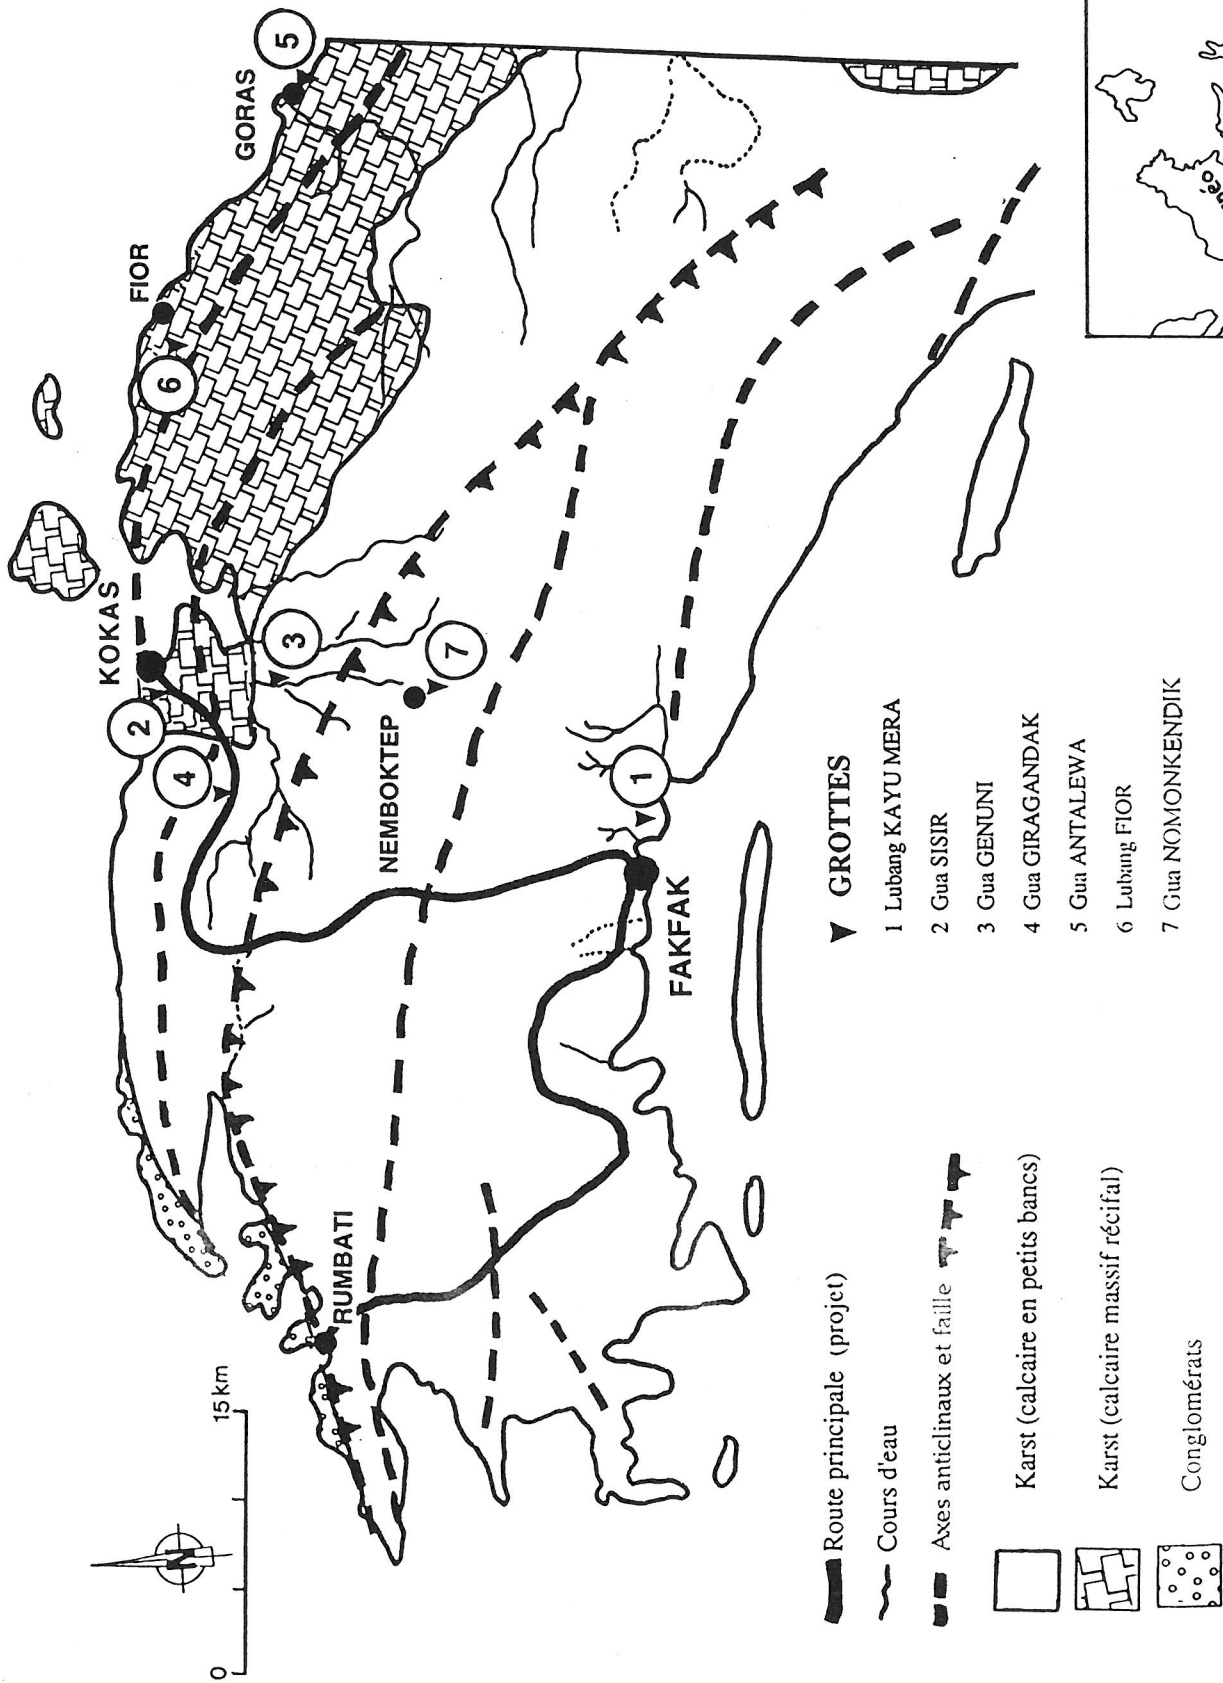 N
0
15km
GORAS
5
FIOR
6
KOKAS
2
4
3
7
NEMBOKTEP
RUMBATI
1
FAKFAK
Route principale (projet)
Cours d'eau
Axes anticlinaux et faille
Karst (calcaire en petits bancs)
Karst (calcaire massif récifal)
Conglomérats
GROTTES
1 Lubang KAYU MERA
2 Gua SISIR
3 Gua GENUNI
4 Gua GIRAGANDAK
5 Gua ANTALEWA
6 Lubang FIOR
7 Gua NOMONKENDIK